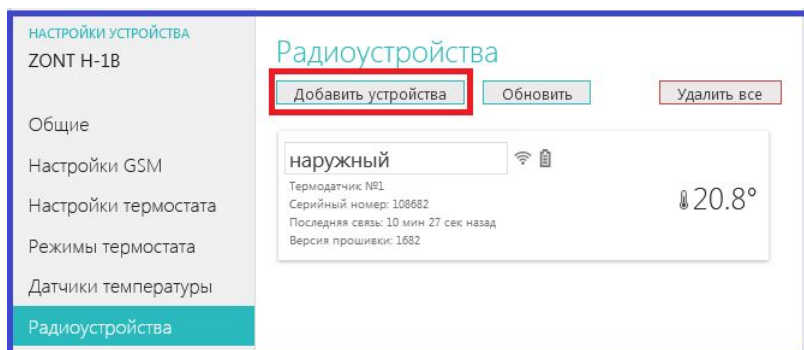 НАСТРОЙКИ УСТРОЙСТВА
ZONT H-1B
Общие
Настройки GSM
Настройки термостата
Режимы термостата
Датчики температуры
Радиоустройства
Радиоустройства
Добавить устройства
Обновить
Удалить все
наружный
Термодатчик №1
Серийный номер: 108682
Последняя связь: 10 мин 27 сек назад
Версия прошивки: 1682
20.8°